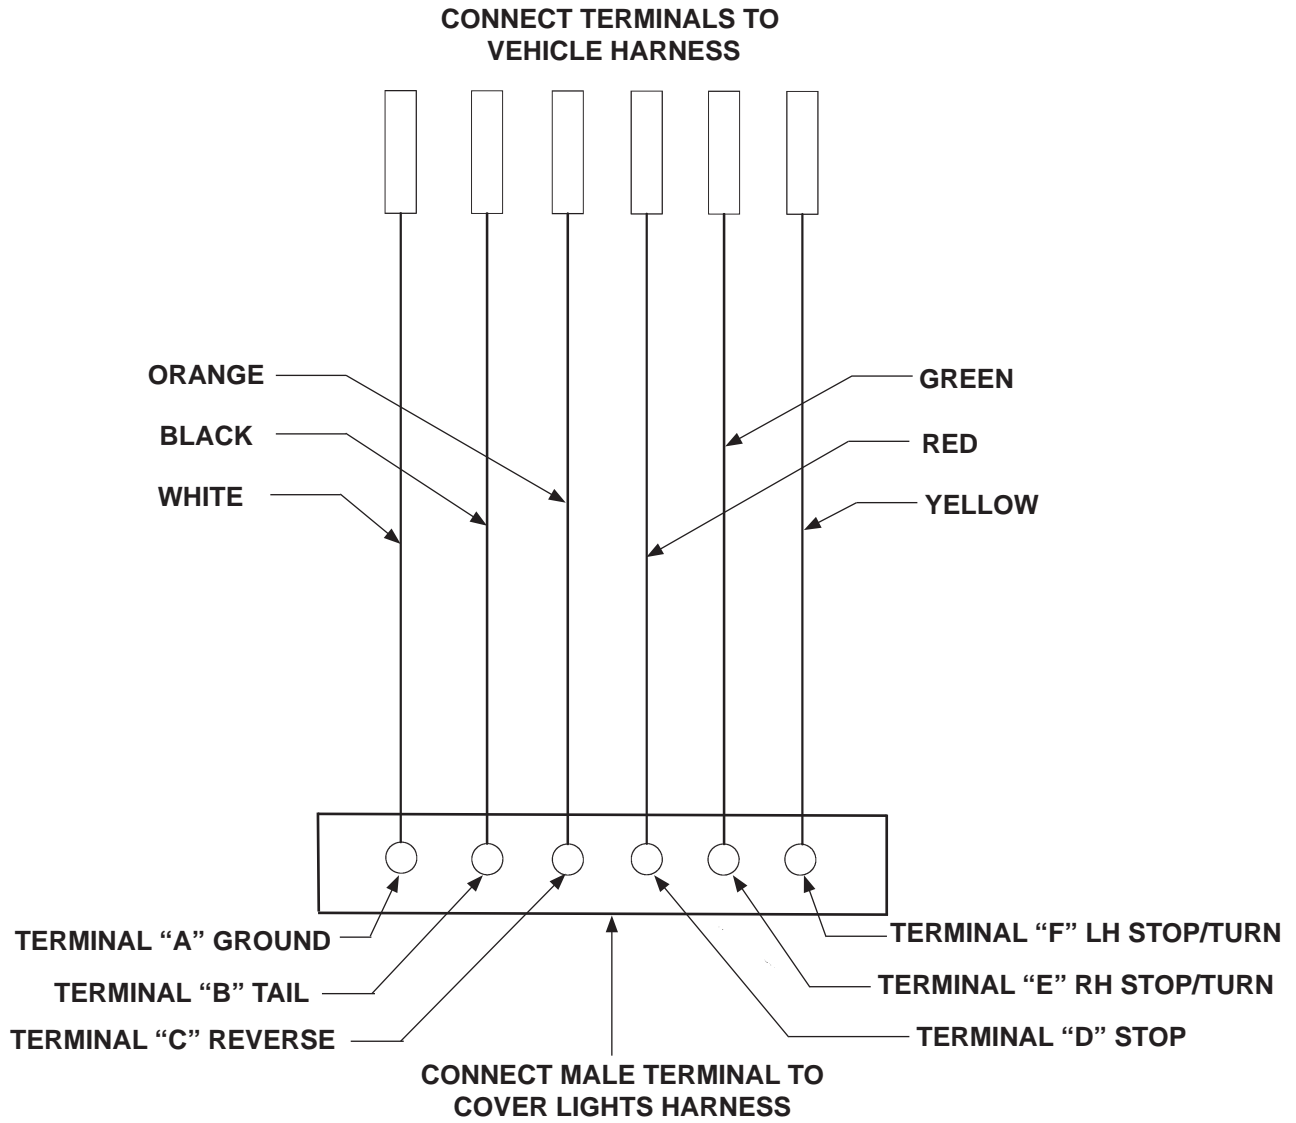 CONNECT TERMINALS TO
VEHICLE HARNESS
ORANGE
GREEN
BLACK
RED
WHITE
YELLOW
TERMINAL “A” GROUND
TERMINAL “F” LH STOP/TURN
TERMINAL “B” TAIL
TERMINAL “E” RH STOP/TURN
TERMINAL “C” REVERSE
TERMINAL “D” STOP
CONNECT MALE TERMINAL TO
COVER LIGHTS HARNESS